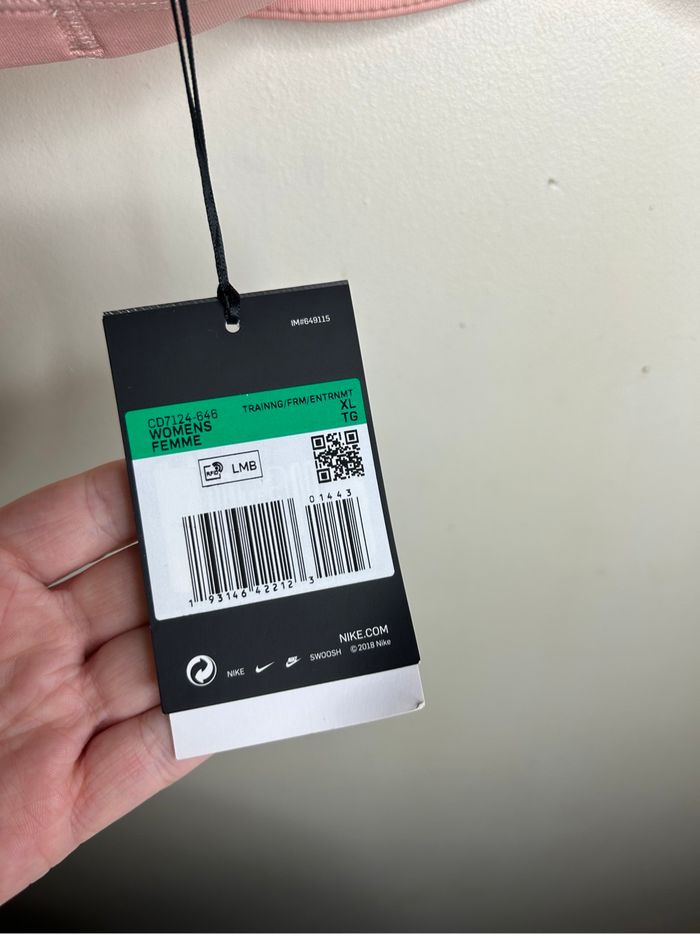 IM#649115
CD7124-646 TRAINNG/FRM/ENTRNMT
WOMENS XL
FEMME TG
RFID LMB
01443
1 93146 42212 3
NIKE.COM
NIKE SWOOSH © 2018 Nike